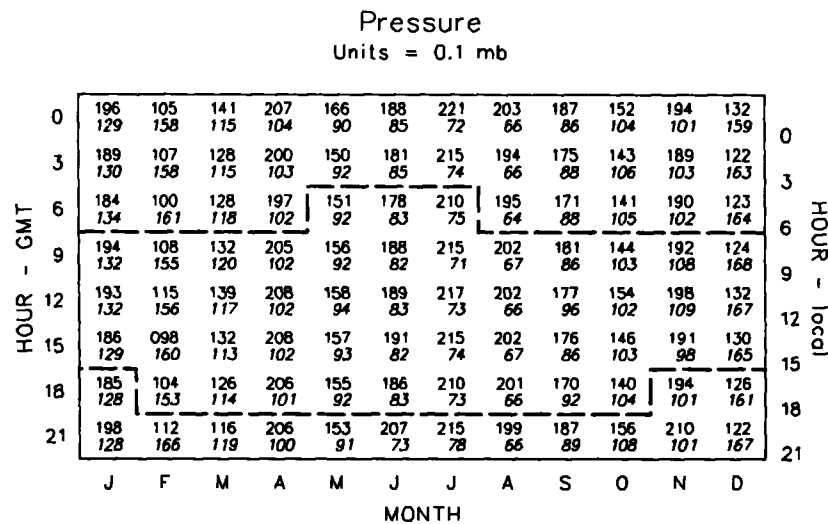 Pressure
Units = 0.1 mb
0 196 105 141 207 166 188 221 203 187 152 194 132
129 158 115 104 90 85 72 66 86 104 101 159 0
3 189 107 128 200 150 181 215 194 175 143 189 122
130 158 115 103 92 85 74 66 88 106 103 163 3
6 184 100 128 197 151 178 210 195 171 141 190 123
134 161 118 102 92 83 75 64 88 105 102 164 6
9 194 108 132 205 156 188 215 202 181 144 192 124
132 155 120 102 92 82 71 67 86 103 108 168 9
12 193 115 139 208 158 189 217 202 177 154 198 132
132 156 117 102 94 83 73 66 96 102 109 167 12
15 186 098 132 208 157 191 215 202 176 146 191 130
129 160 113 102 93 82 74 67 86 103 98 165 15
18 185 104 126 206 155 186 210 201 170 140 194 126
128 153 114 101 92 83 73 66 92 104 101 161 18
21 198 112 116 206 153 207 215 199 187 156 210 122
128 166 119 100 91 73 78 66 89 108 101 167 21
J F M A M J J A S O N D
MONTH
HOUR - GMT
HOUR - local